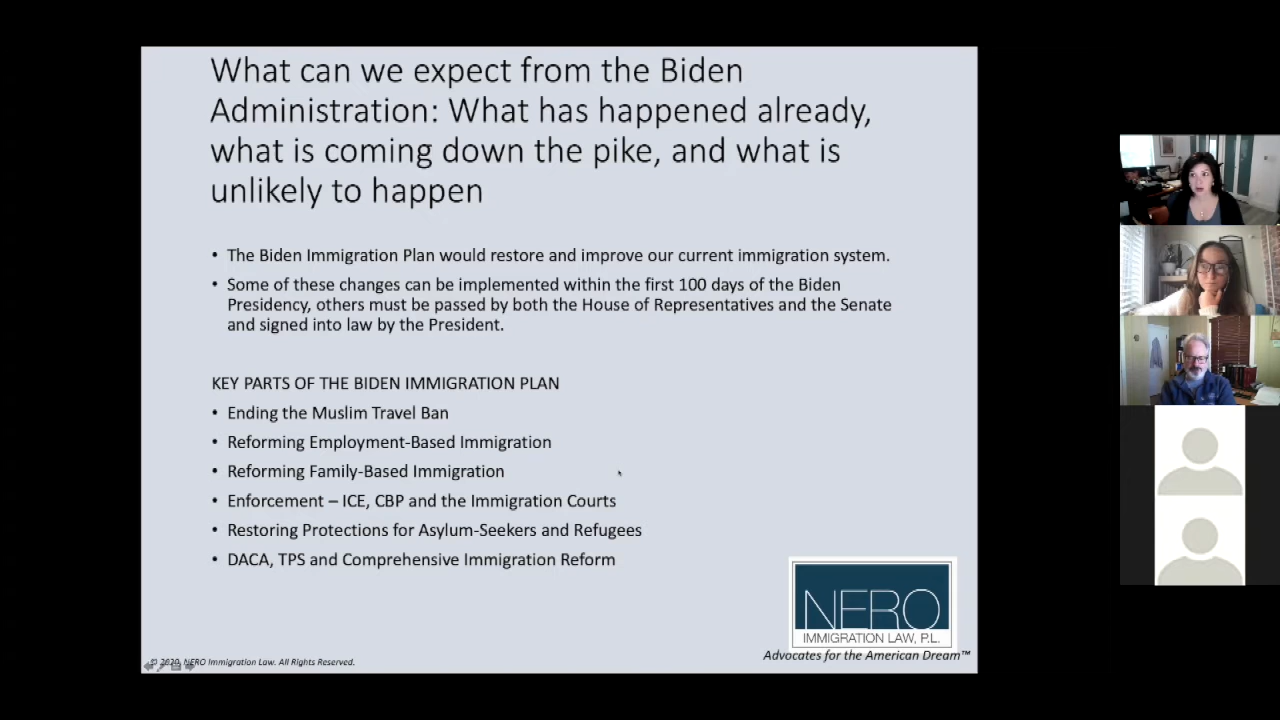 What can we expect from the Biden
Administration: What has happened already,
what is coming down the pike, and what is
unlikely to happen
• The Biden Immigration Plan would restore and improve our current immigration system.
• Some of these changes can be implemented within the first 100 days of the Biden
Presidency, others must be passed by both the House of Representatives and the Senate
and signed into law by the President.
KEY PARTS OF THE BIDEN IMMIGRATION PLAN
• Ending the Muslim Travel Ban
• Reforming Employment-Based Immigration
• Reforming Family-Based Immigration
• Enforcement – ICE, CBP and the Immigration Courts
• Restoring Protections for Asylum-Seekers and Refugees
• DACA, TPS and Comprehensive Immigration Reform
NERO
IMMIGRATION LAW, P.L.
Advocates for the American Dream™
© 2020, NERO Immigration Law. All Rights Reserved.